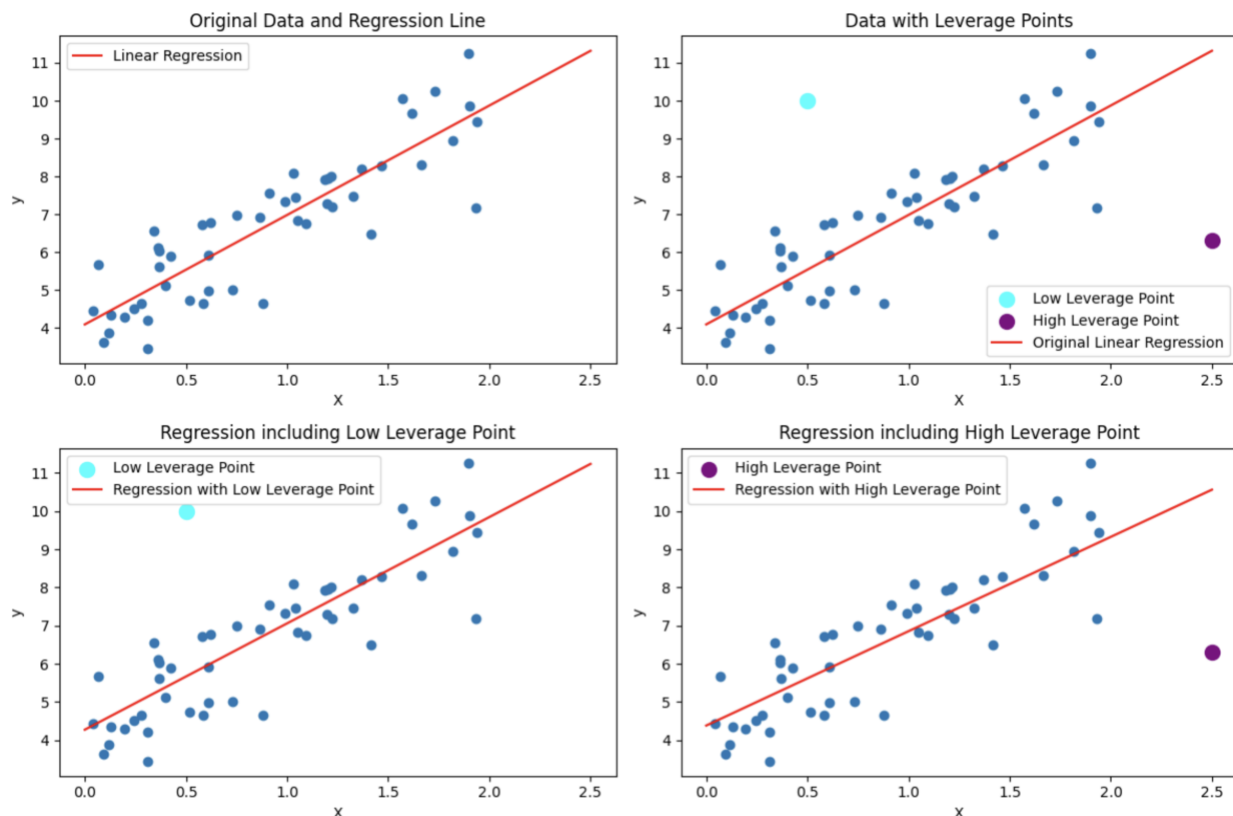 Original Data and Regression Line
Linear Regression
y
11
10
9
8
7
6
5
4
0.0 0.5 1.0 1.5 2.0 2.5
X
Data with Leverage Points
y
11
10
9
8
7
6
5
4
Low Leverage Point
High Leverage Point
Original Linear Regression
0.0 0.5 1.0 1.5 2.0 2.5
X
Regression including Low Leverage Point
Low Leverage Point
Regression with Low Leverage Point
y
11
10
9
8
7
6
5
4
0.0 0.5 1.0 1.5 2.0 2.5
X
Regression including High Leverage Point
High Leverage Point
Regression with High Leverage Point
y
11
10
9
8
7
6
5
4
0.0 0.5 1.0 1.5 2.0 2.5
X